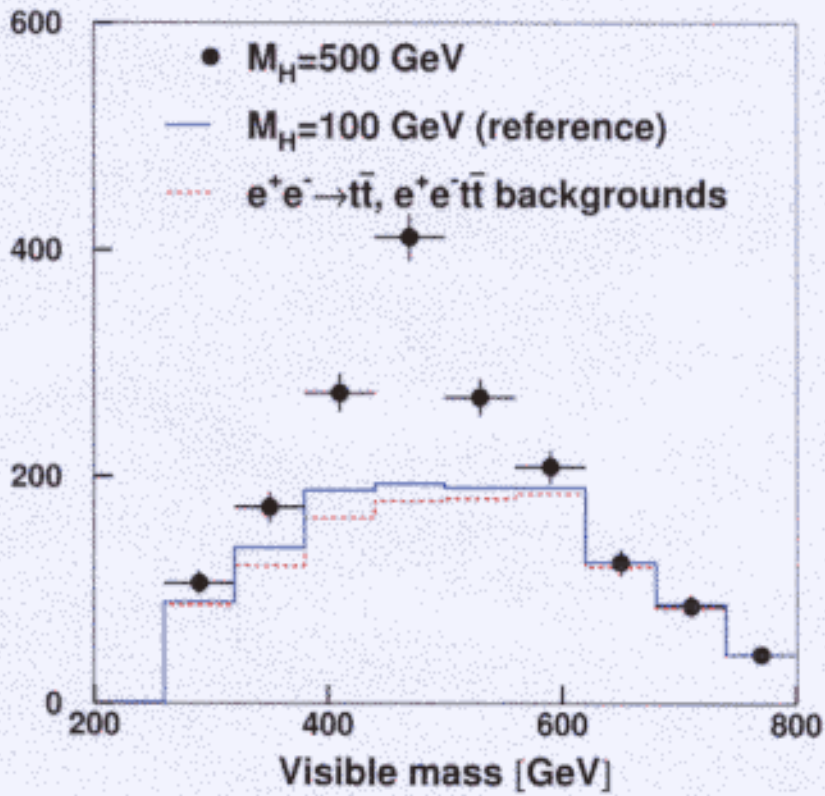 600
M_H=500 GeV
M_H=100 GeV (reference)
e⁺e⁻→tt̄, e⁺e⁻tt̄ backgrounds
400
200
0
200 400 600 800
Visible mass [GeV]